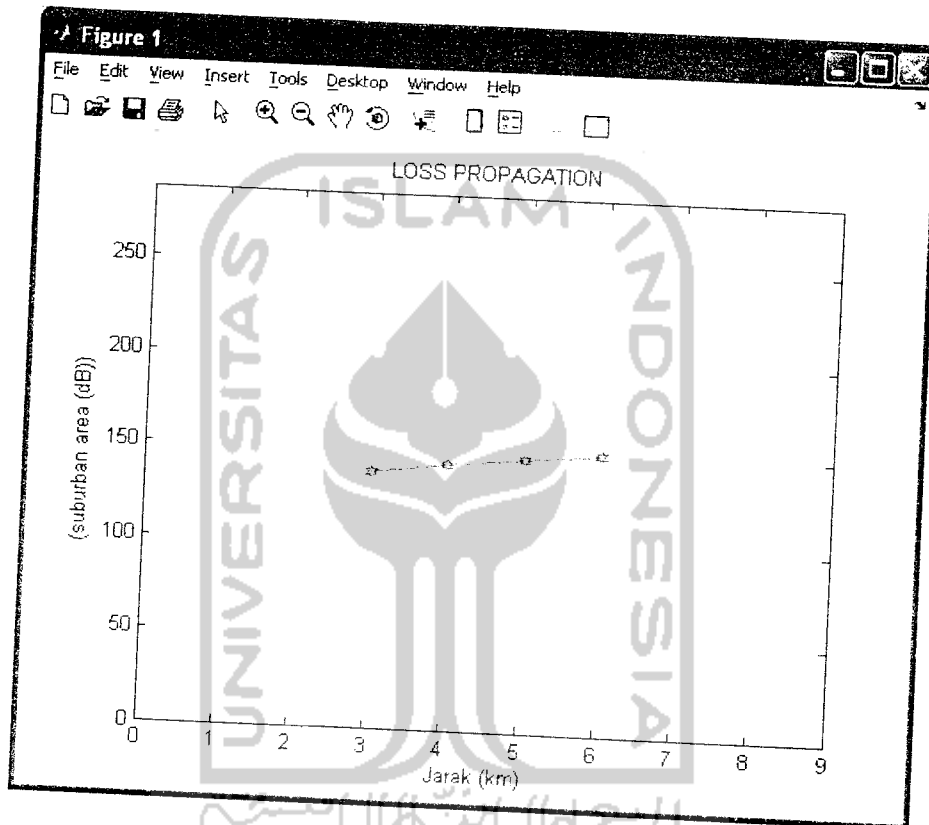 Figure 1
File Edit View Insert Tools Desktop Window Help
LOSS PROPAGATION
ISLAM
UNIVERSITAS
INDONESIA
(suburban area (dB))
250
200
150
100
50
0
0 1 2 3 4 5 6 7 8 9
Jarak (km)